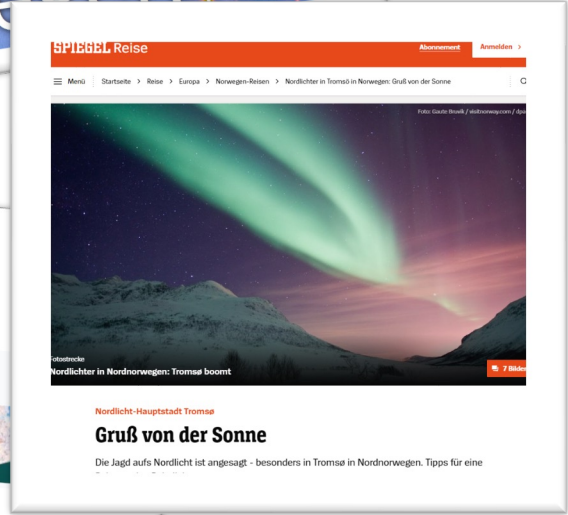 SPIEGEL Reise
Abonnement
Anmelden >
Menü
Startseite > Reise > Europa > Norwegen-Reisen > Nordlichter in Tromsö in Norwegen: Gruß von der Sonne
Foto: Gaute Bruvik / visitnorway.com / dpa
Fotostrecke
Nordlichter in Nordnorwegen: Tromsø boomt
7 Bilder
Nordlicht-Hauptstadt Tromsø
Gruß von der Sonne
Die Jagd aufs Nordlicht ist angesagt - besonders in Tromsø in Nordnorwegen. Tipps für eine